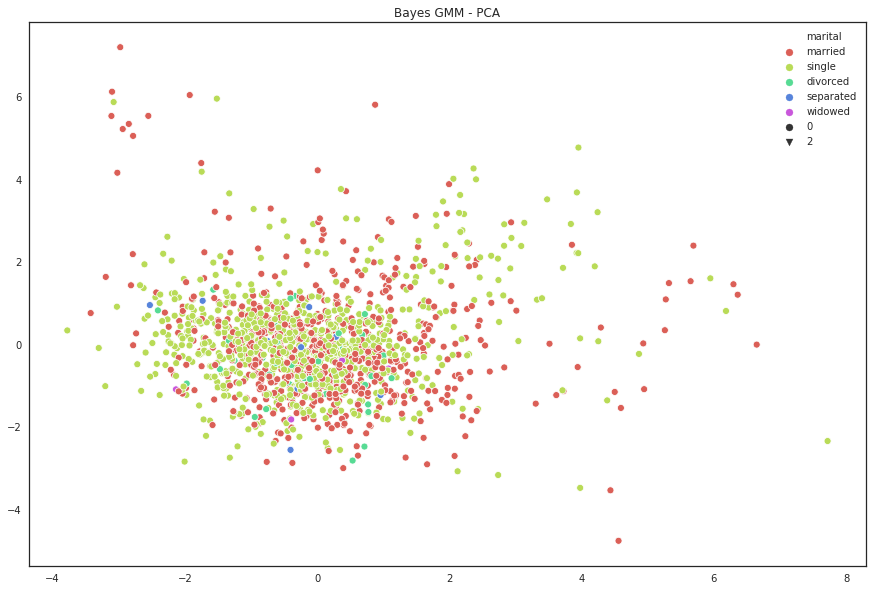 Bayes GMM - PCA
marital
married
single
divorced
separated
widowed
0
2
6
4
2
0
−2
−4
−4 −2 0 2 4 6 8